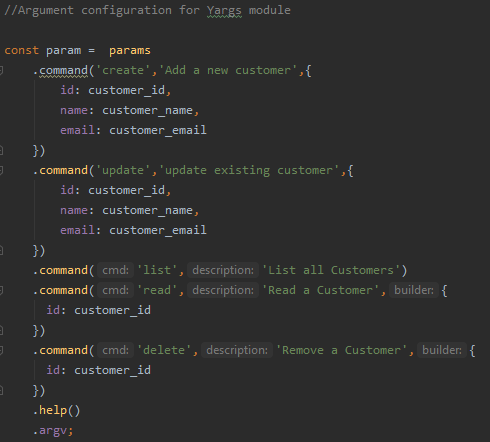 //Argument configuration for Yargs module
const param =  params
.command('create','Add a new customer',{
id: customer_id,
name: customer_name,
email: customer_email
})
.command('update','update existing customer',{
id: customer_id,
name: customer_name,
email: customer_email
})
.command( cmd: 'list', description: 'List all Customers')
.command( cmd: 'read', description: 'Read a Customer', builder: {
id: customer_id
})
.command( cmd: 'delete', description: 'Remove a Customer', builder: {
id: customer_id
})
.help()
.argv;